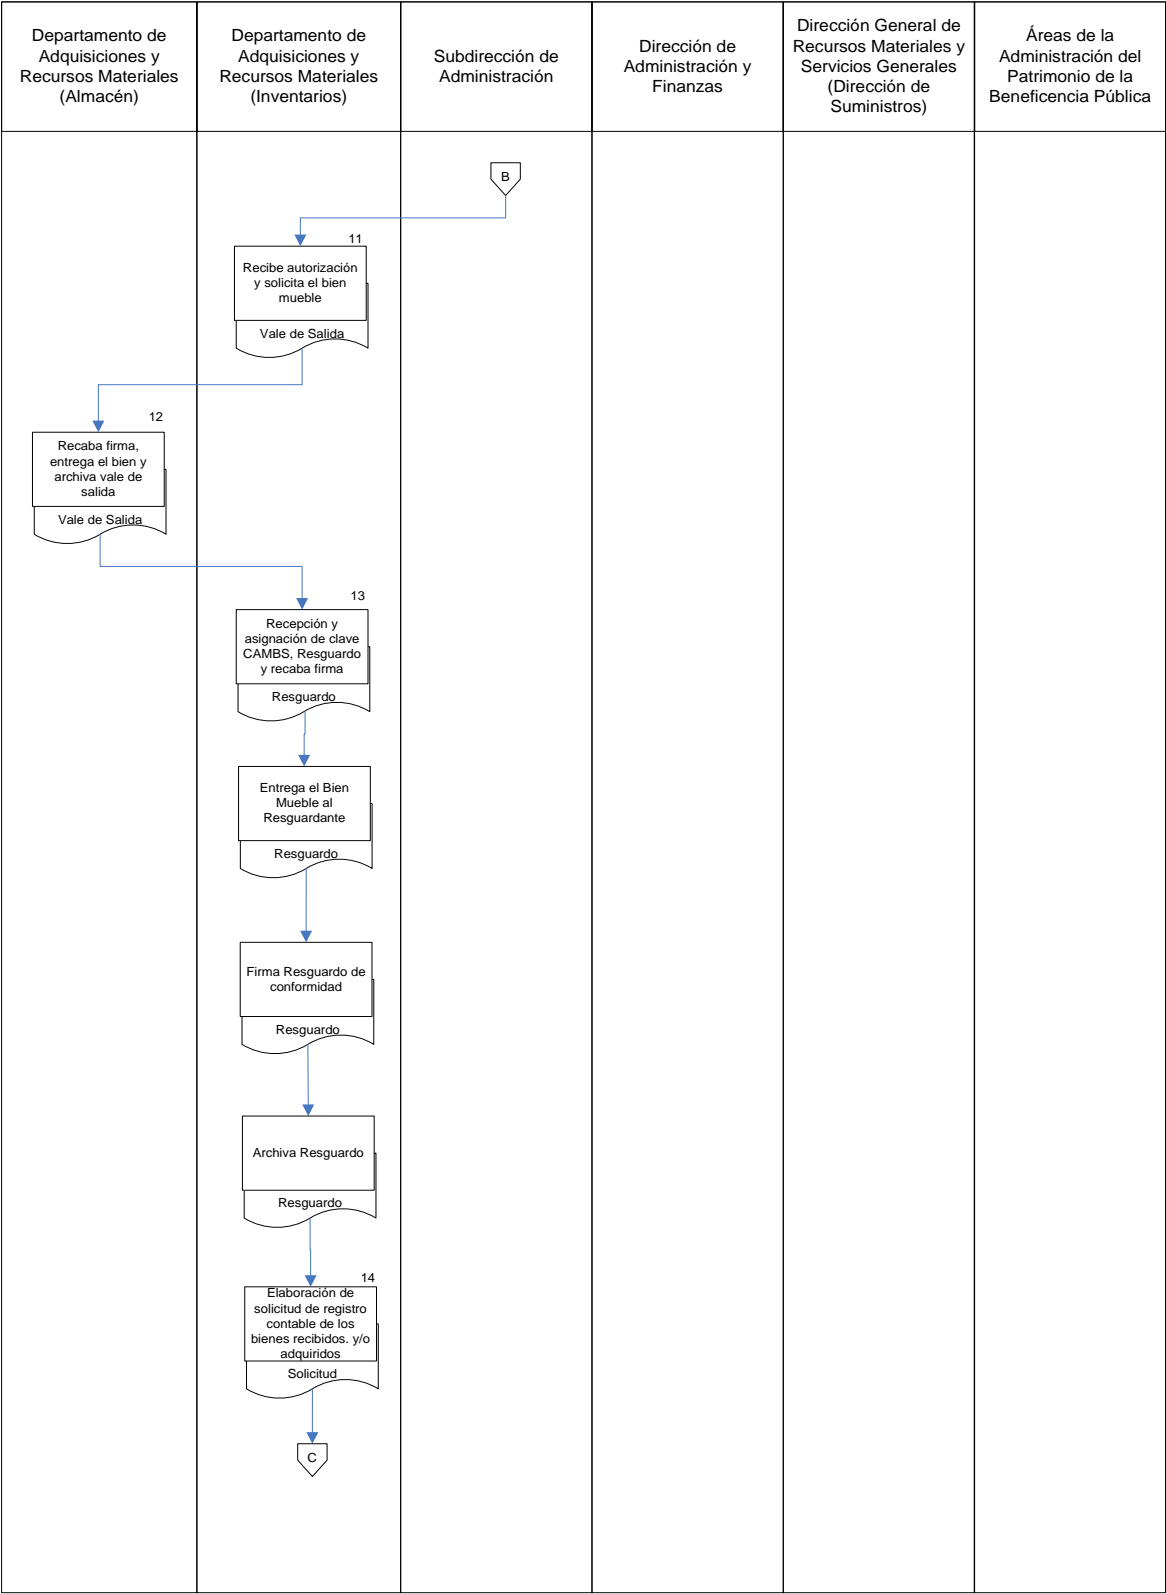 Departamento de
Adquisiciones y
Recursos Materiales
(Almacén)
Departamento de
Adquisiciones y
Recursos Materiales
(Inventarios)
Subdirección de
Administración
Dirección de
Administración y
Finanzas
Dirección General de
Recursos Materiales y
Servicios Generales
(Dirección de
Suministros)
Áreas de la
Administración del
Patrimonio de la
Beneficencia Pública
B
11
Recibe autorización
y solicita el bien
mueble
Vale de Salida
12
Recaba firma,
entrega el bien y
archiva vale de
salida
Vale de Salida
13
Recepción y
asignación de clave
CAMBS, Resguardo
y recaba firma
Resguardo
Entrega el Bien
Mueble al
Resguardante
Resguardo
Firma Resguardo de
conformidad
Resguardo
Archiva Resguardo
Resguardo
14
Elaboración de
solicitud de registro
contable de los
bienes recibidos. y/o
adquiridos
Solicitud
C